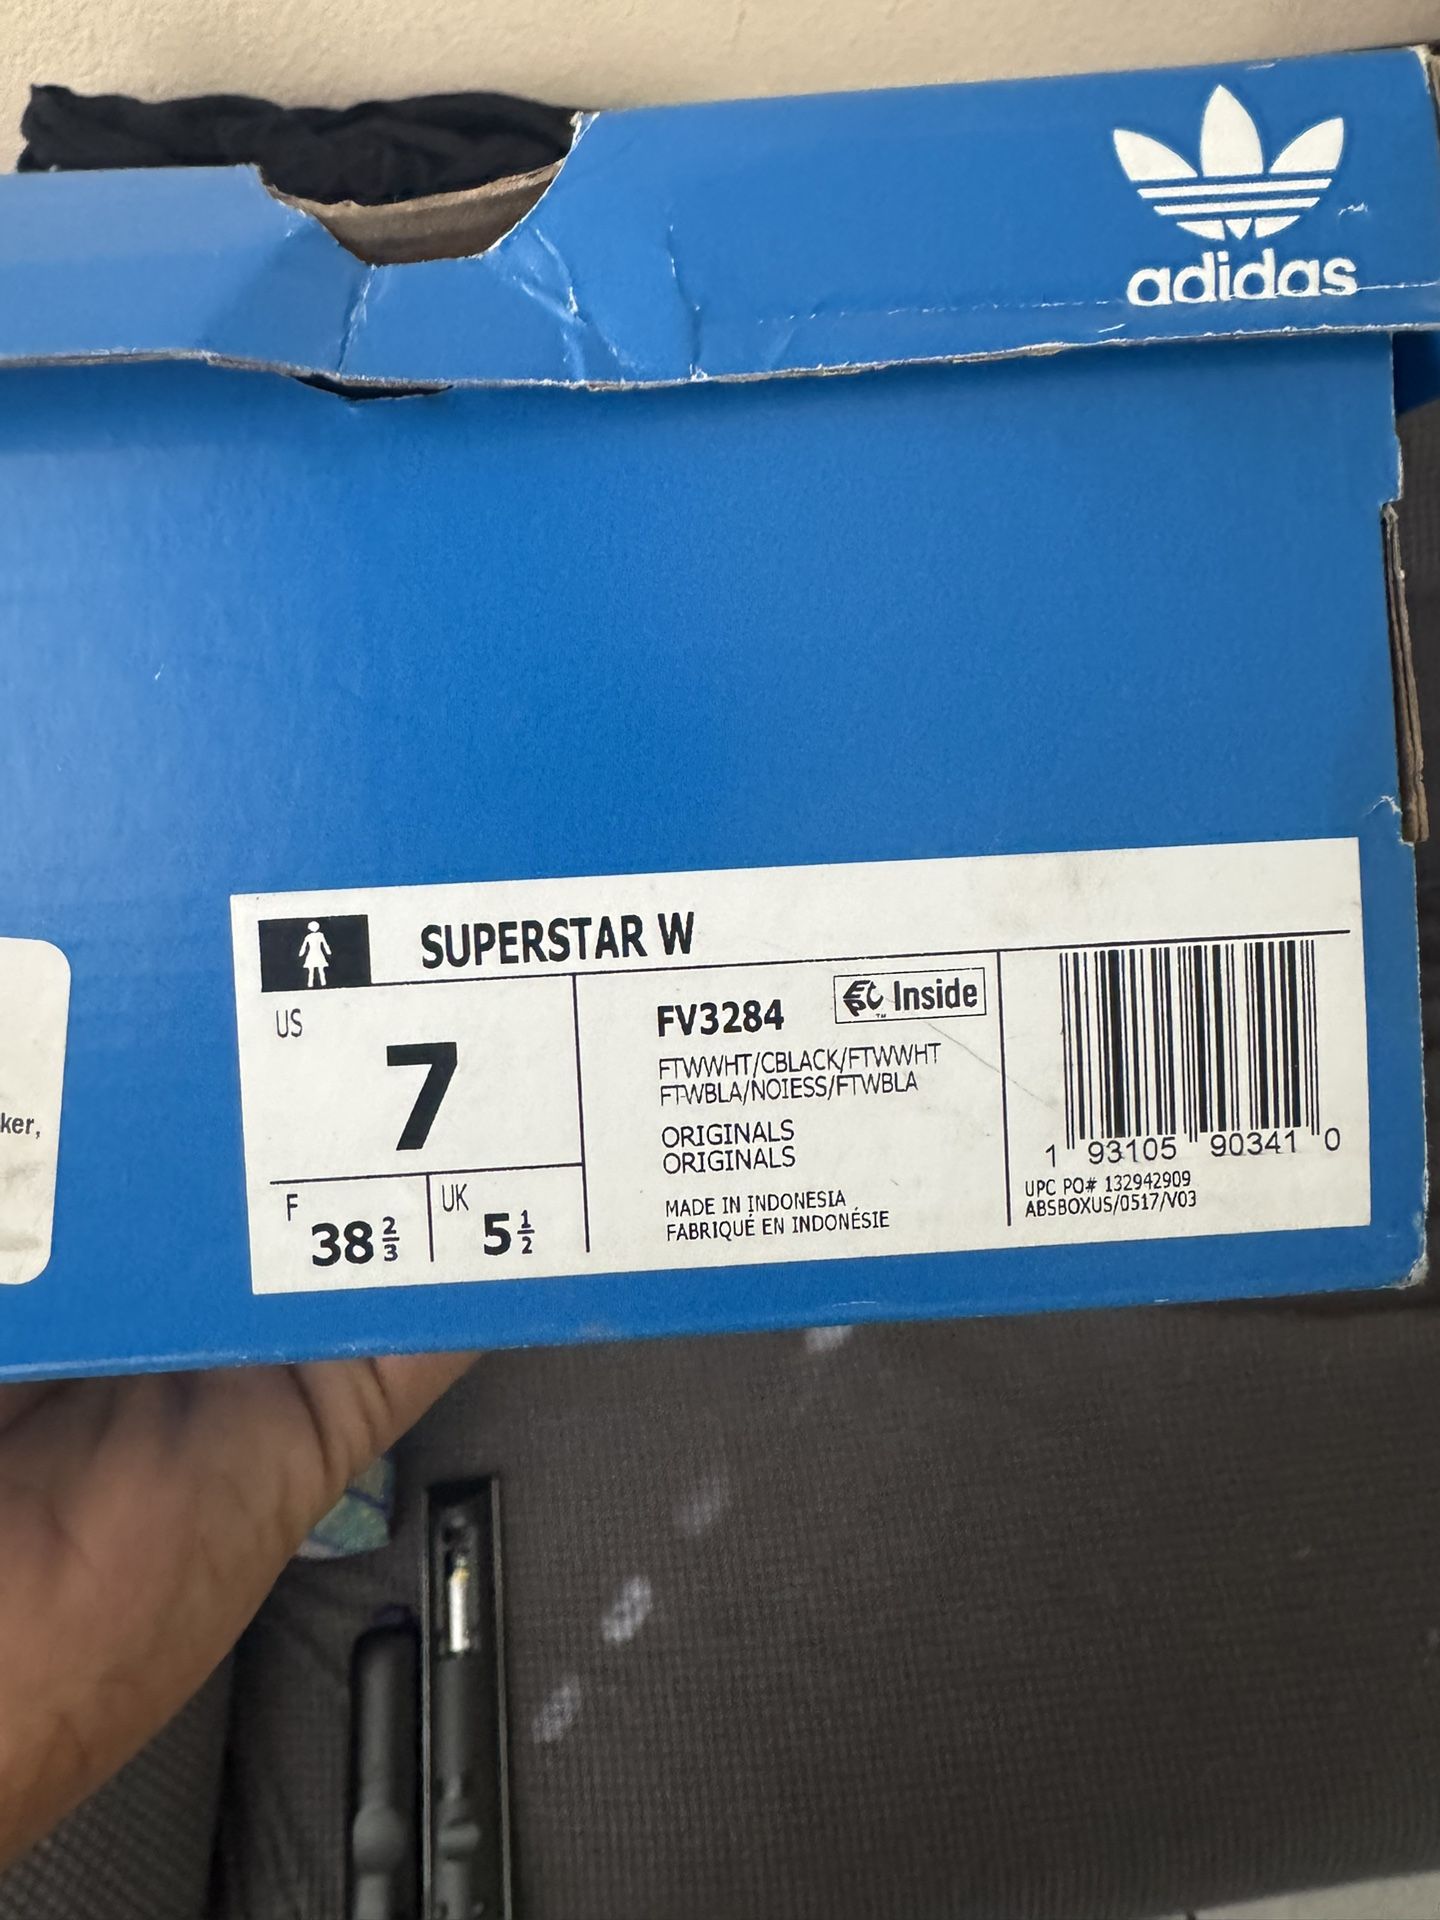 adidas
SUPERSTAR W
US
7
F
38 2/3
UK
5 1/2
FV3284
EPC Inside
FTWWHT/CBLACK/FTWWHT
FTWBLA/NOIESS/FTWBLA
ORIGINALS
ORIGINALS
MADE IN INDONESIA
FABRIQUÉ EN INDONÉSIE
1 93105 90341 0
UPC PO# 132942909
ABSBOXUS/0517/V03
ker,